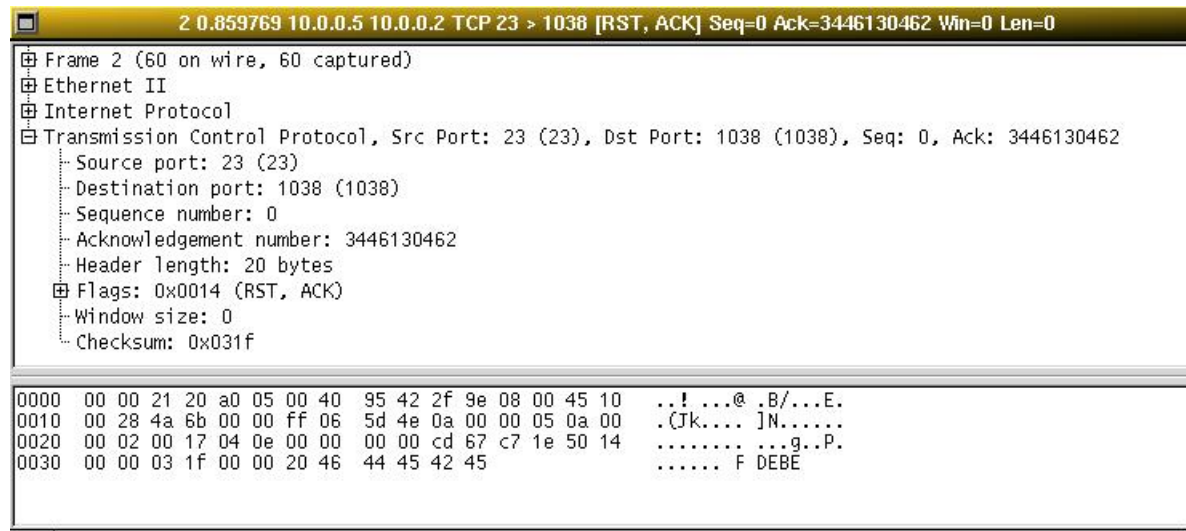 2 0.859769 10.0.0.5 10.0.0.2 TCP 23 > 1038 [RST, ACK] Seq=0 Ack=3446130462 Win=0 Len=0
Frame 2 (60 on wire, 60 captured)
Ethernet II
Internet Protocol
Transmission Control Protocol, Src Port: 23 (23), Dst Port: 1038 (1038), Seq: 0, Ack: 3446130462
Source port: 23 (23)
Destination port: 1038 (1038)
Sequence number: 0
Acknowledgement number: 3446130462
Header length: 20 bytes
Flags: 0x0014 (RST, ACK)
Window size: 0
Checksum: 0x031f
0000 00 00 21 20 a0 05 00 40 95 42 2f 9e 08 00 45 10 ..! ...@ .B/...E.
0010 00 28 4a 6b 00 00 ff 06 5d 4e 0a 00 00 05 0a 00 .(Jk.... ]N......
0020 00 02 00 17 04 0e 00 00 00 00 cd 67 c7 1e 50 14 ........ ...g..P.
0030 00 00 03 1f 00 00 20 46 44 45 42 45 ...... F DEBE